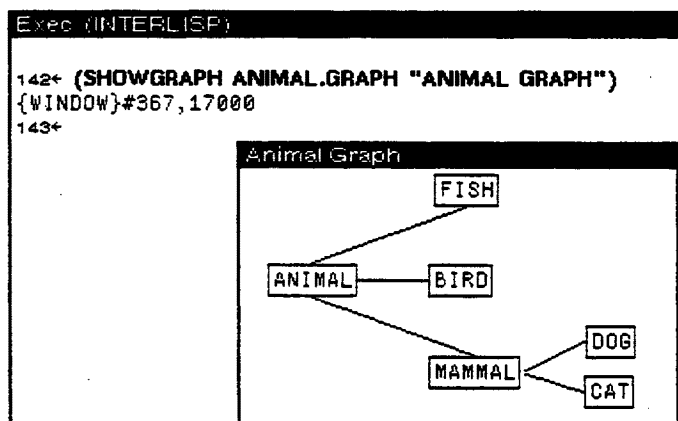 Exec (INTERLISP)
142← (SHOWGRAPH ANIMAL.GRAPH "ANIMAL GRAPH")
{WINDOW}#367,17000
143←
Animal Graph
FISH
ANIMAL
BIRD
DOG
MAMMAL
CAT